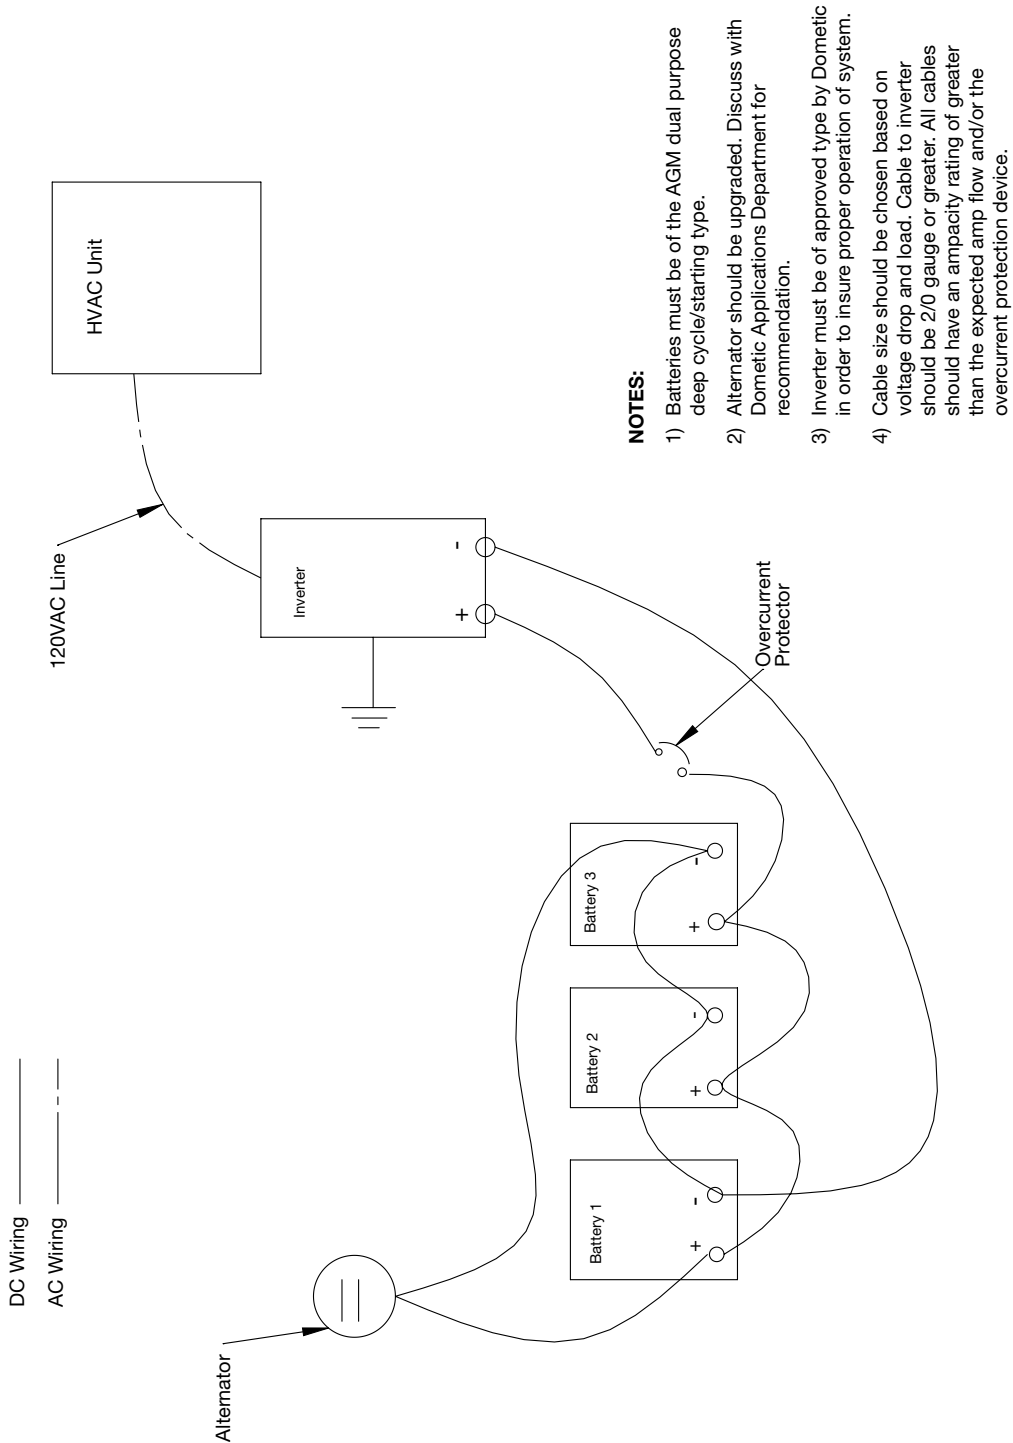 DC Wiring
AC Wiring
Alternator
120VAC Line
HVAC Unit
Inverter
+
-
Overcurrent
Protector
Battery 1
+
-
Battery 2
+
-
Battery 3
+
-
NOTES:
1) Batteries must be of the AGM dual purpose
deep cycle/starting type.
2) Alternator should be upgraded. Discuss with
Dometic Applications Department for
recommendation.
3) Inverter must be of approved type by Dometic
in order to insure proper operation of system.
4) Cable size should be chosen based on
voltage drop and load. Cable to inverter
should be 2/0 gauge or greater. All cables
should have an ampacity rating of greater
than the expected amp flow and/or the
overcurrent protection device.